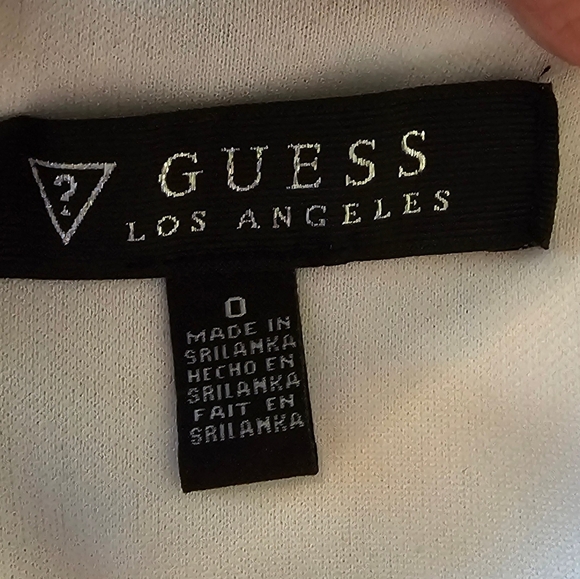 ?
GUESS
LOS ANGELES
0
MADE IN
SRILANKA
HECHO EN
SRILANKA
FAIT EN
SRILANKA